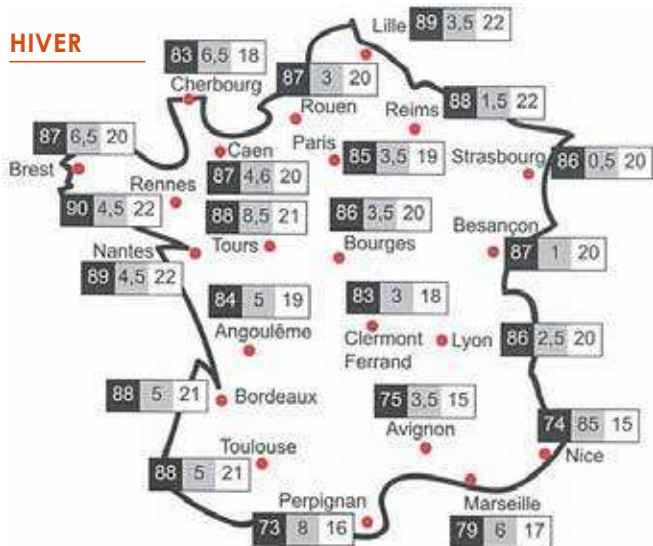 HIVER
Lille
89 3,5 22
83 6,5 18
Cherbourg
87 3 20
Rouen
Reims
88 1,5 22
87 6,5 20
Brest
Caen
87 4,6 20
Paris
85 3,5 19
Strasbourg
86 0,5 20
Rennes
90 4,5 22
88 8,5 21
Tours
86 3,5 20
Bourges
Besançon
87 1 20
Nantes
89 4,5 22
84 5 19
Angoulême
83 3 18
Clermont
Ferrand
Lyon
86 2,5 20
88 5 21
Bordeaux
75 3,5 15
Avignon
74 85 15
Nice
Toulouse
88 5 21
Perpignan
73 8 16
Marseille
79 6 17